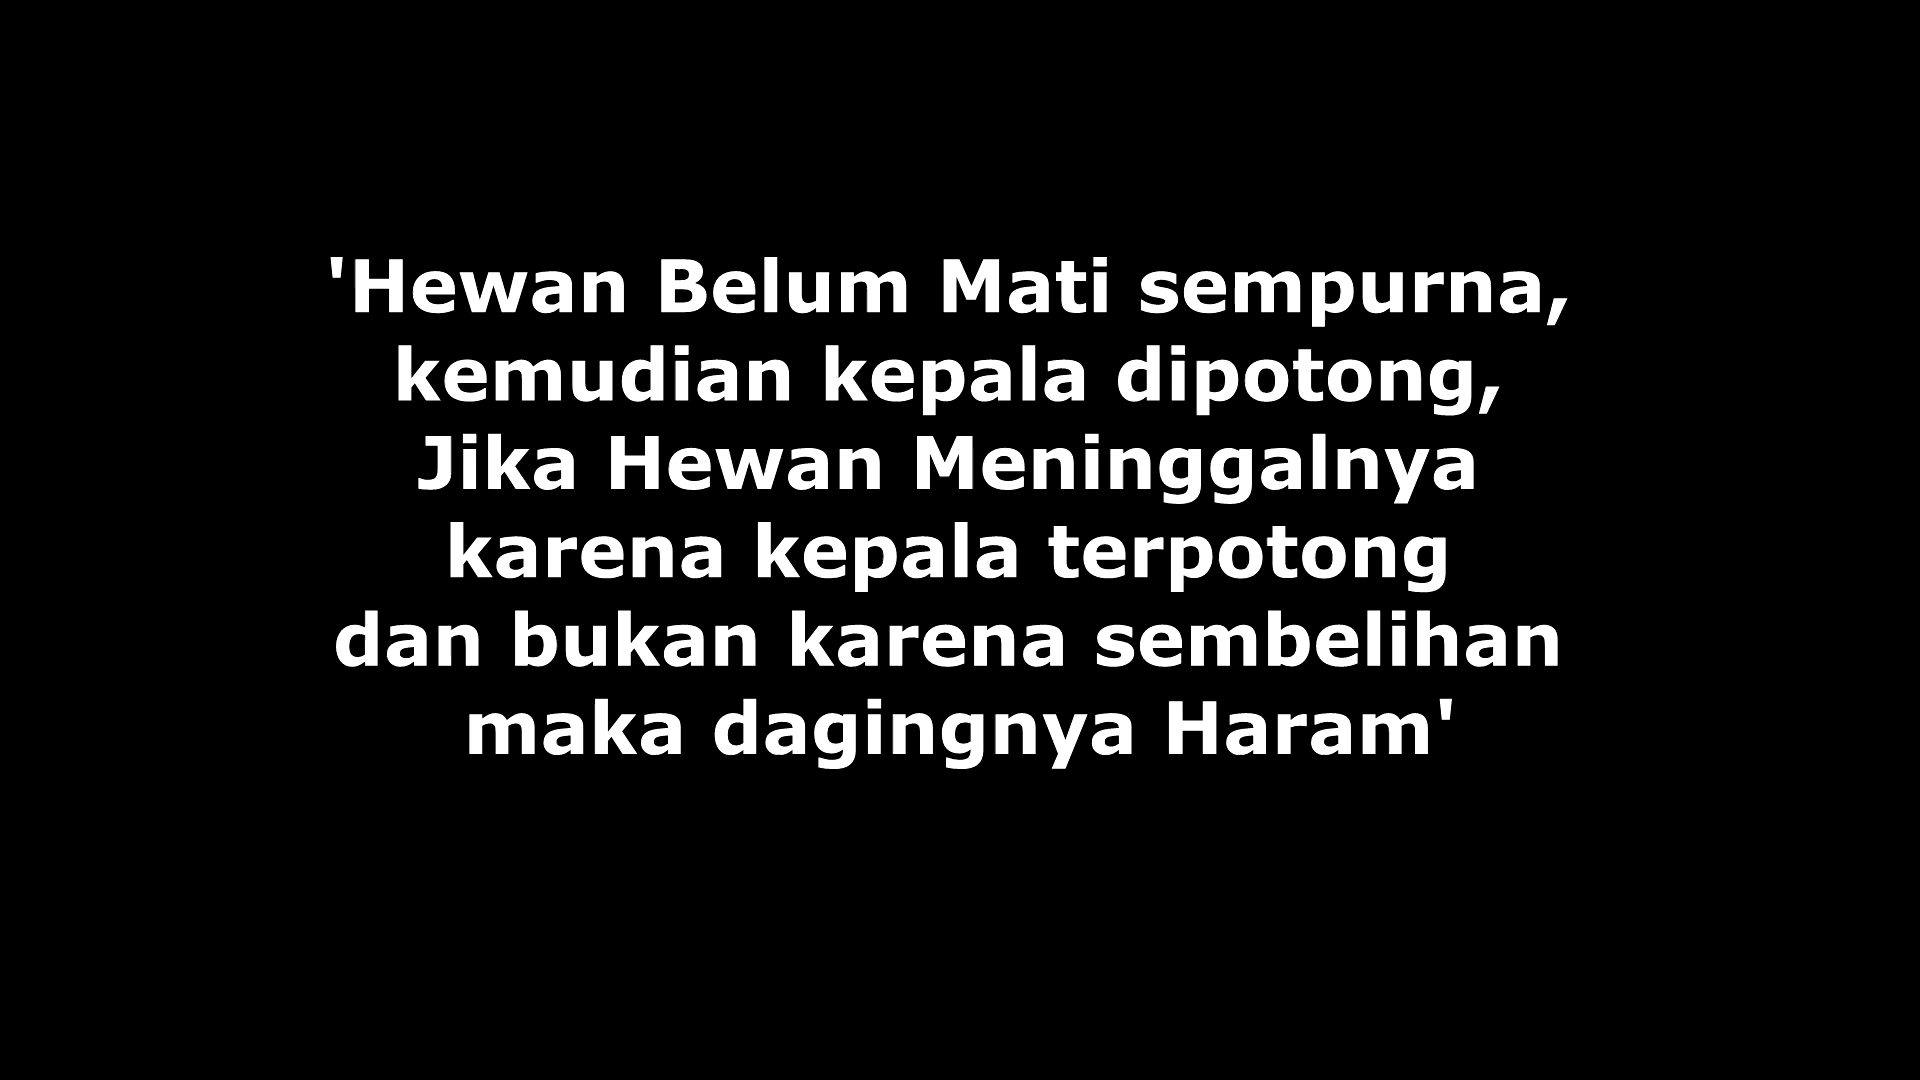 'Hewan Belum Mati sempurna,
kemudian kepala dipotong,
Jika Hewan Meninggalnya
karena kepala terpotong
dan bukan karena sembelihan
maka dagingnya Haram'